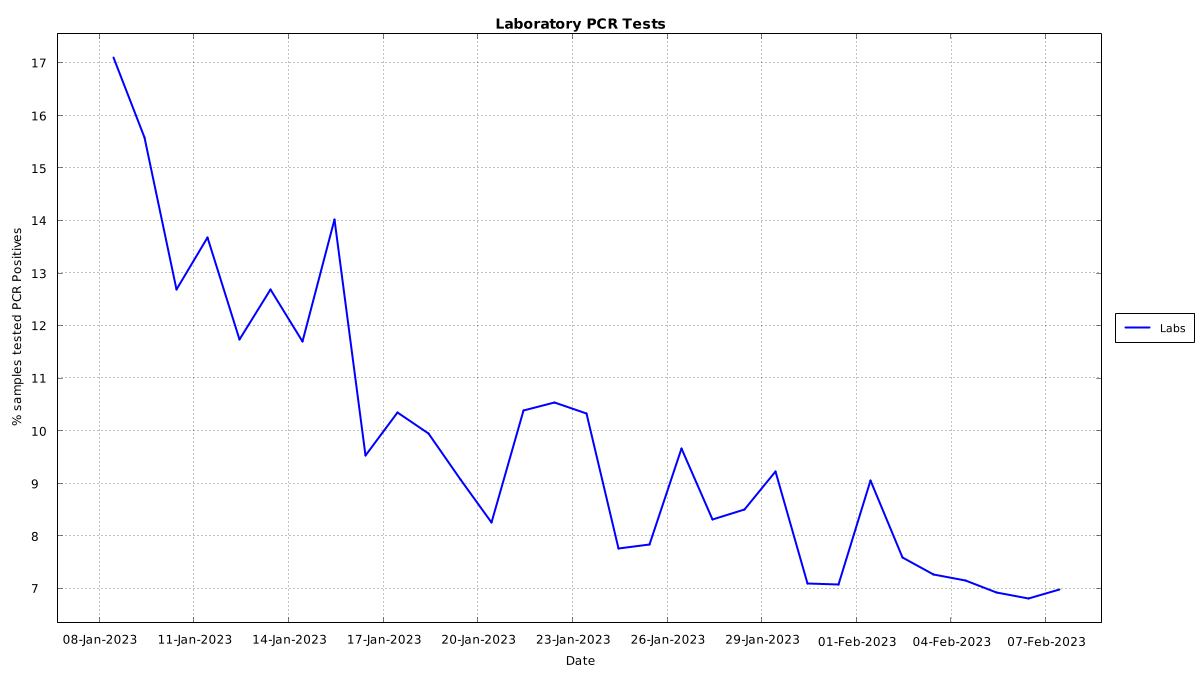 Laboratory PCR Tests
% samples tested PCR Positives
17
16
15
14
13
12
11
10
9
8
7
08-Jan-2023 11-Jan-2023 14-Jan-2023 17-Jan-2023 20-Jan-2023 23-Jan-2023 26-Jan-2023 29-Jan-2023 01-Feb-2023 04-Feb-2023 07-Feb-2023
Date
Labs